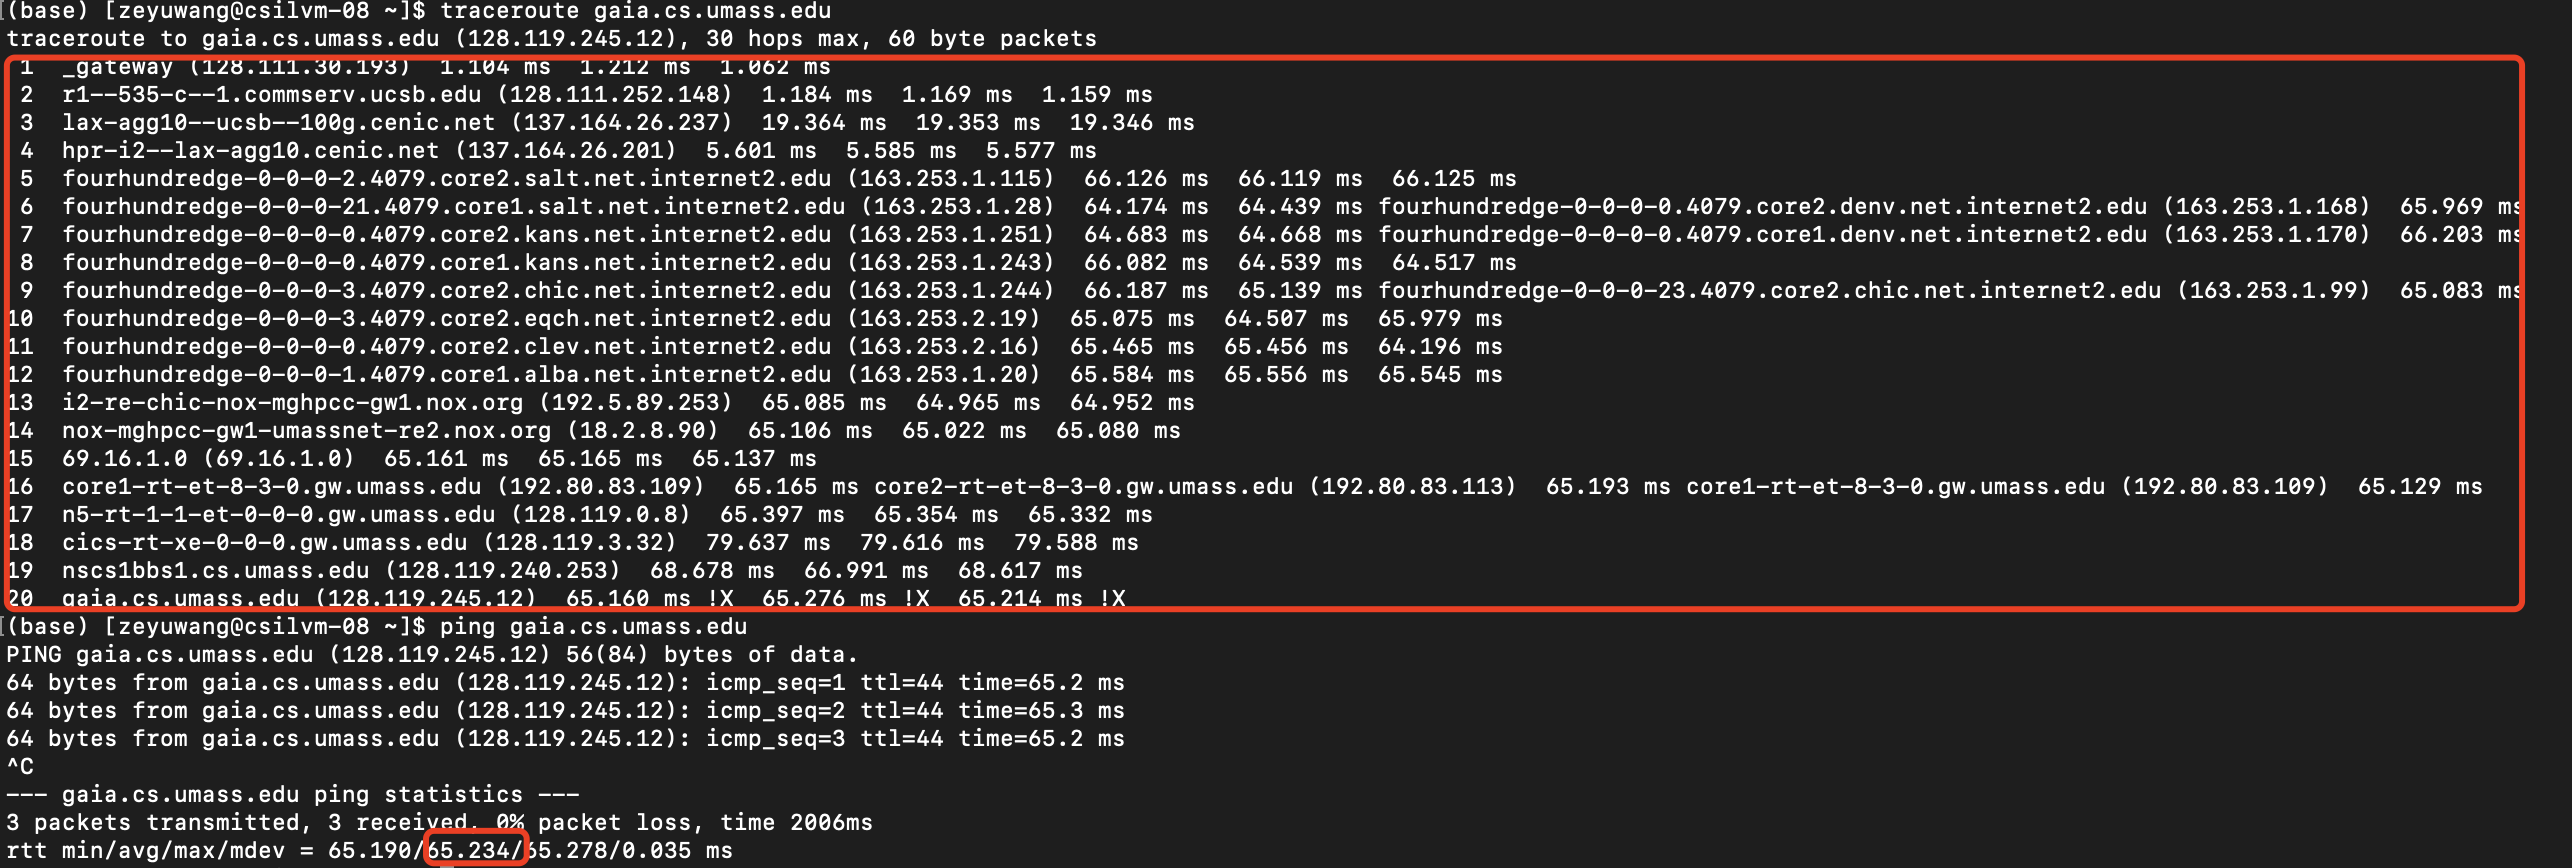 [(base) [zeyuwang@csilvm-08 ~]$ traceroute gaia.cs.umass.edu
traceroute to gaia.cs.umass.edu (128.119.245.12), 30 hops max, 60 byte packets
1  _gateway (128.111.30.193)  1.104 ms  1.212 ms  1.062 ms
2  r1--535-c--1.commserv.ucsb.edu (128.111.252.148)  1.184 ms  1.169 ms  1.159 ms
3  lax-agg10--ucsb--100g.cenic.net (137.164.26.237)  19.364 ms  19.353 ms  19.346 ms
4  hpr-i2--lax-agg10.cenic.net (137.164.26.201)  5.601 ms  5.585 ms  5.577 ms
5  fourhundredge-0-0-0-2.4079.core2.salt.net.internet2.edu (163.253.1.115)  66.126 ms  66.119 ms  66.125 ms
6  fourhundredge-0-0-0-21.4079.core1.salt.net.internet2.edu (163.253.1.28)  64.174 ms  64.439 ms fourhundredge-0-0-0-0.4079.core2.denv.net.internet2.edu (163.253.1.168)  65.969 ms
7  fourhundredge-0-0-0-0.4079.core2.kans.net.internet2.edu (163.253.1.251)  64.683 ms  64.668 ms fourhundredge-0-0-0-0.4079.core1.denv.net.internet2.edu (163.253.1.170)  66.203 ms
8  fourhundredge-0-0-0-0.4079.core1.kans.net.internet2.edu (163.253.1.243)  66.082 ms  64.539 ms  64.517 ms
9  fourhundredge-0-0-0-3.4079.core2.chic.net.internet2.edu (163.253.1.244)  66.187 ms  65.139 ms fourhundredge-0-0-0-23.4079.core2.chic.net.internet2.edu (163.253.1.99)  65.083 ms
10  fourhundredge-0-0-0-3.4079.core2.eqch.net.internet2.edu (163.253.2.19)  65.075 ms  64.507 ms  65.979 ms
11  fourhundredge-0-0-0-0.4079.core2.clev.net.internet2.edu (163.253.2.16)  65.465 ms  65.456 ms  64.196 ms
12  fourhundredge-0-0-0-1.4079.core1.alba.net.internet2.edu (163.253.1.20)  65.584 ms  65.556 ms  65.545 ms
13  i2-re-chic-nox-mghpcc-gw1.nox.org (192.5.89.253)  65.085 ms  64.965 ms  64.952 ms
14  nox-mghpcc-gw1-umassnet-re2.nox.org (18.2.8.90)  65.106 ms  65.022 ms  65.080 ms
15  69.16.1.0 (69.16.1.0)  65.161 ms  65.165 ms  65.137 ms
16  core1-rt-et-8-3-0.gw.umass.edu (192.80.83.109)  65.165 ms core2-rt-et-8-3-0.gw.umass.edu (192.80.83.113)  65.193 ms core1-rt-et-8-3-0.gw.umass.edu (192.80.83.109)  65.129 ms
17  n5-rt-1-1-et-0-0-0.gw.umass.edu (128.119.0.8)  65.397 ms  65.354 ms  65.332 ms
18  cics-rt-xe-0-0-0.gw.umass.edu (128.119.3.32)  79.637 ms  79.616 ms  79.588 ms
19  nscs1bbs1.cs.umass.edu (128.119.240.253)  68.678 ms  66.991 ms  68.617 ms
20  gaia.cs.umass.edu (128.119.245.12)  65.160 ms !X  65.276 ms !X  65.214 ms !X
[(base) [zeyuwang@csilvm-08 ~]$ ping gaia.cs.umass.edu
PING gaia.cs.umass.edu (128.119.245.12) 56(84) bytes of data.
64 bytes from gaia.cs.umass.edu (128.119.245.12): icmp_seq=1 ttl=44 time=65.2 ms
64 bytes from gaia.cs.umass.edu (128.119.245.12): icmp_seq=2 ttl=44 time=65.3 ms
64 bytes from gaia.cs.umass.edu (128.119.245.12): icmp_seq=3 ttl=44 time=65.2 ms
^C
--- gaia.cs.umass.edu ping statistics ---
3 packets transmitted, 3 received, 0% packet loss, time 2006ms
rtt min/avg/max/mdev = 65.190/65.234/65.278/0.035 ms